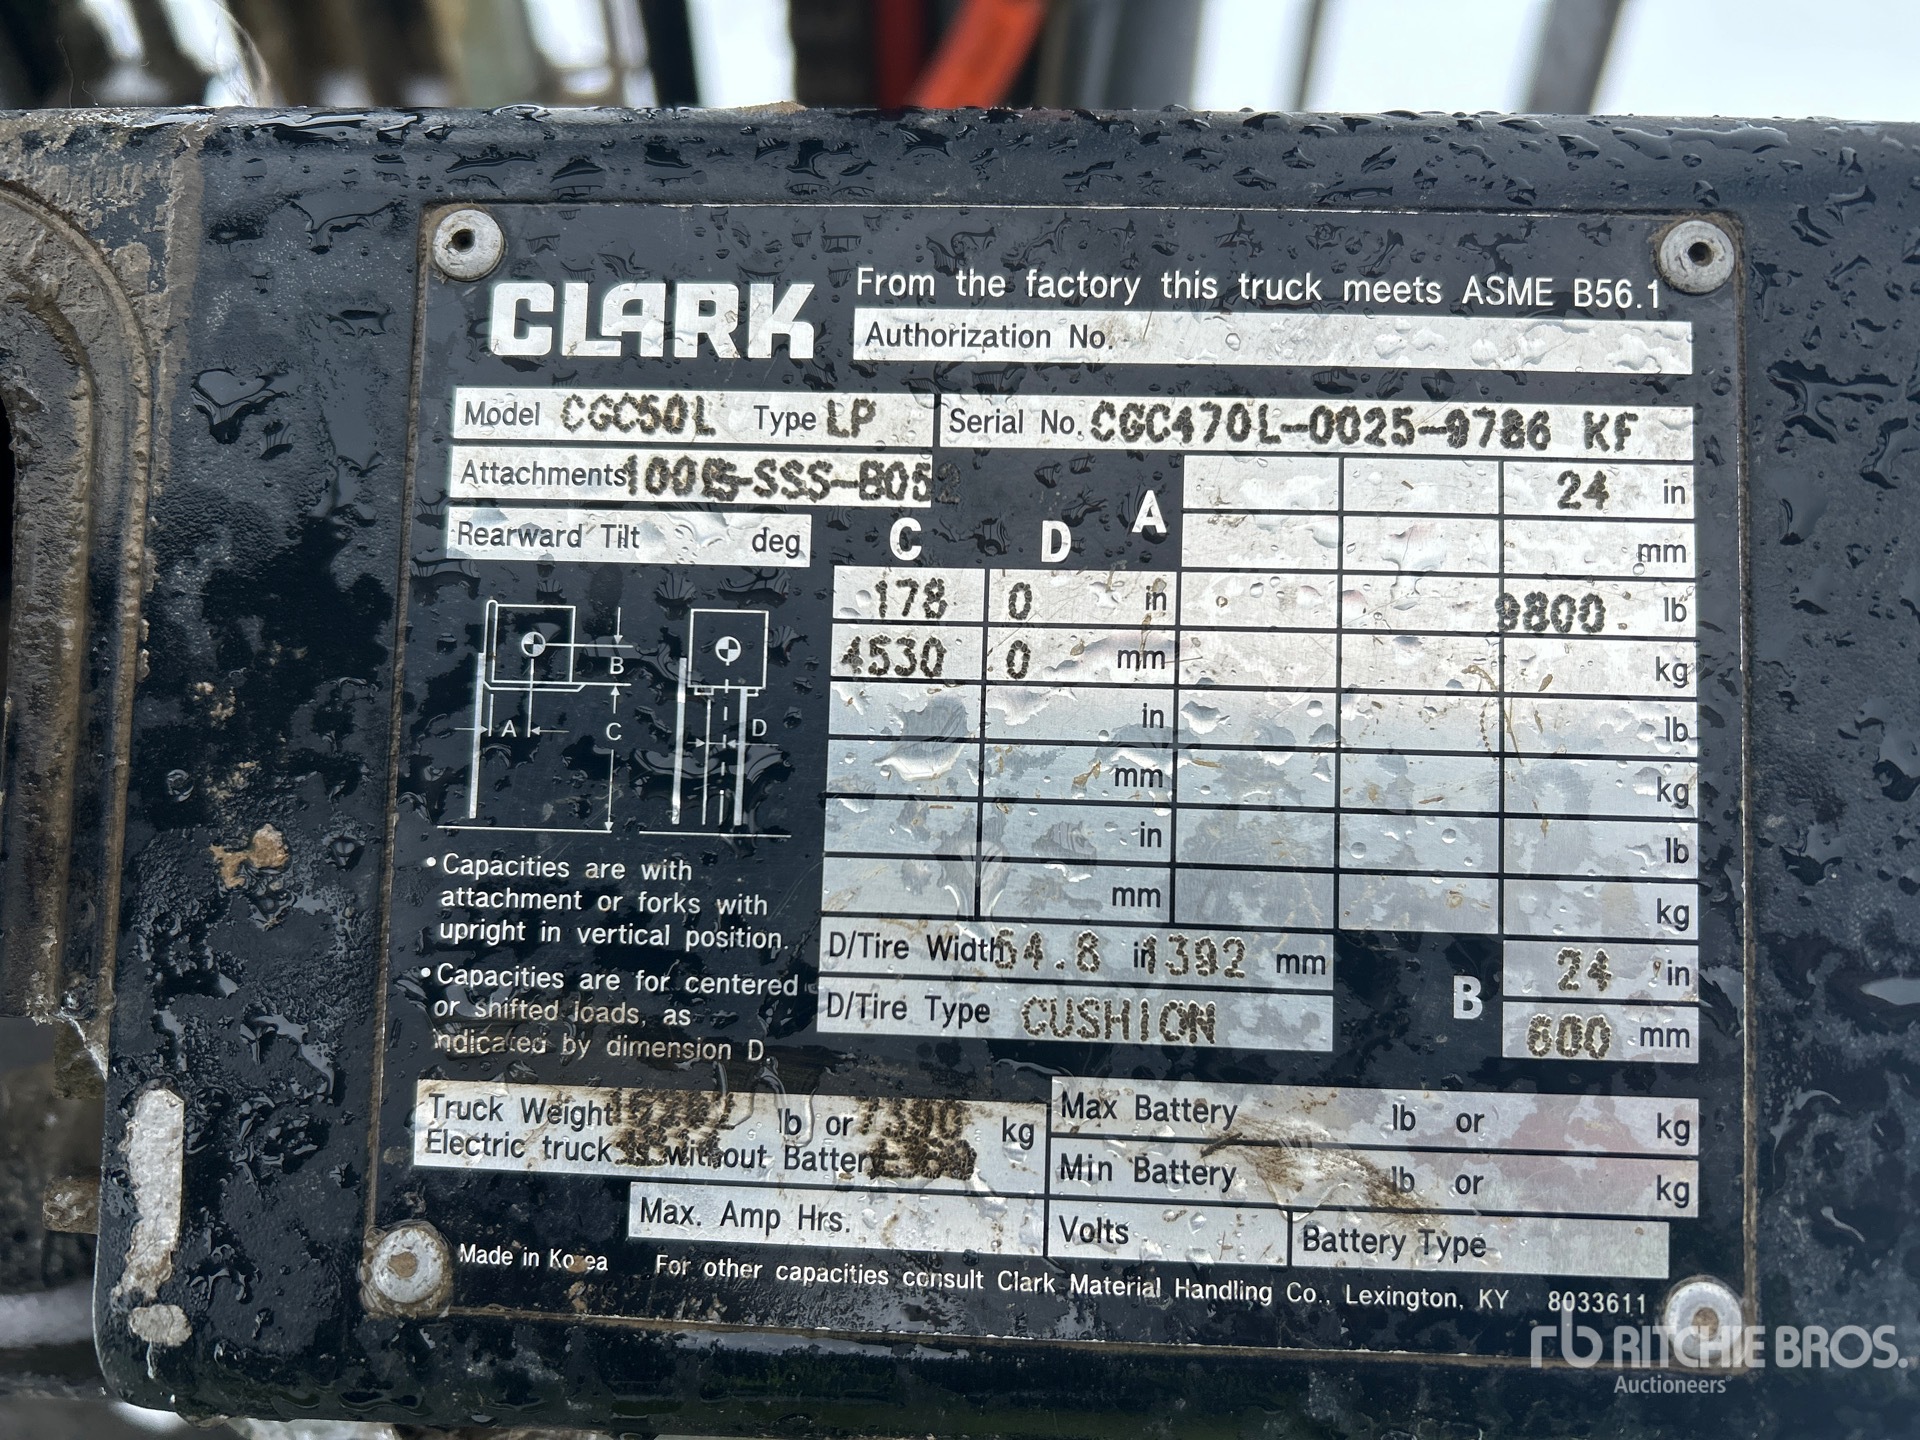 CLARK
From the factory this truck meets ASME B56.1
Authorization No.
Model CGC50L Type LP
Serial No. CGC470L-0025-9786 KF
Attachments
A 24 in
Rearward Tilt deg
C D mm
178 0 in 9800 lb
4530 0 mm kg
in lb
mm kg
in lb
mm kg
B
A C D
• Capacities are with
attachment or forks with
upright in vertical position.
• Capacities are for centered
or shifted loads, as
indicated by dimension D.
D/Tire Width 54.8 in 1392 mm
D/Tire Type CUSHION
B 24 in
600 mm
Truck Weight lb or kg
Electric truck is without Battery
Max Battery lb or kg
Min Battery lb or kg
Max. Amp Hrs.
Volts
Battery Type
Made in Korea
For other capacities consult Clark Material Handling Co., Lexington, KY 8033611
rb RITCHIE BROS.
Auctioneers